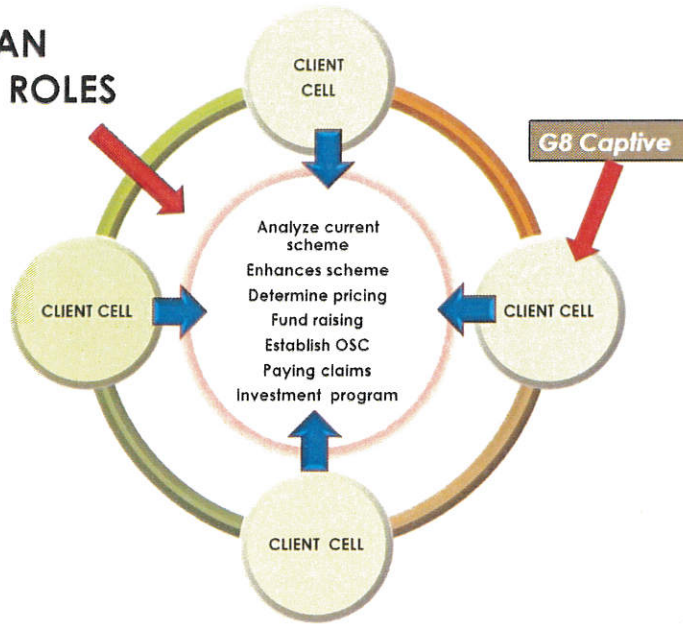 AN
ROLES
CLIENT
CELL
G8 Captive
Analyze current
scheme
Enhances scheme
Determine pricing
Fund raising
Establish OSC
Paying claims
Investment program
CLIENT CELL
CLIENT CELL
CLIENT CELL